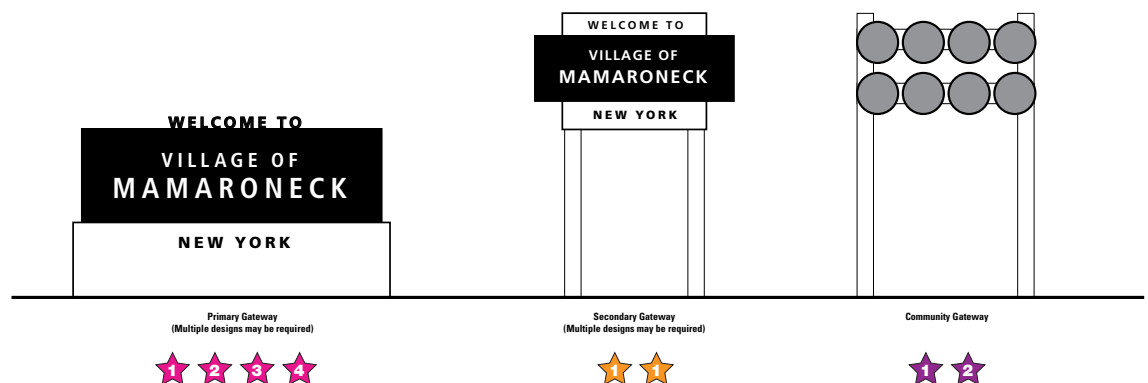 WELCOME TO
VILLAGE OF
MAMARONECK
NEW YORK
Primary Gateway
(Multiple designs may be required)
1 2 3 4
WELCOME TO
VILLAGE OF
MAMARONECK
NEW YORK
Secondary Gateway
(Multiple designs may be required)
1 1
Community Gateway
1 2